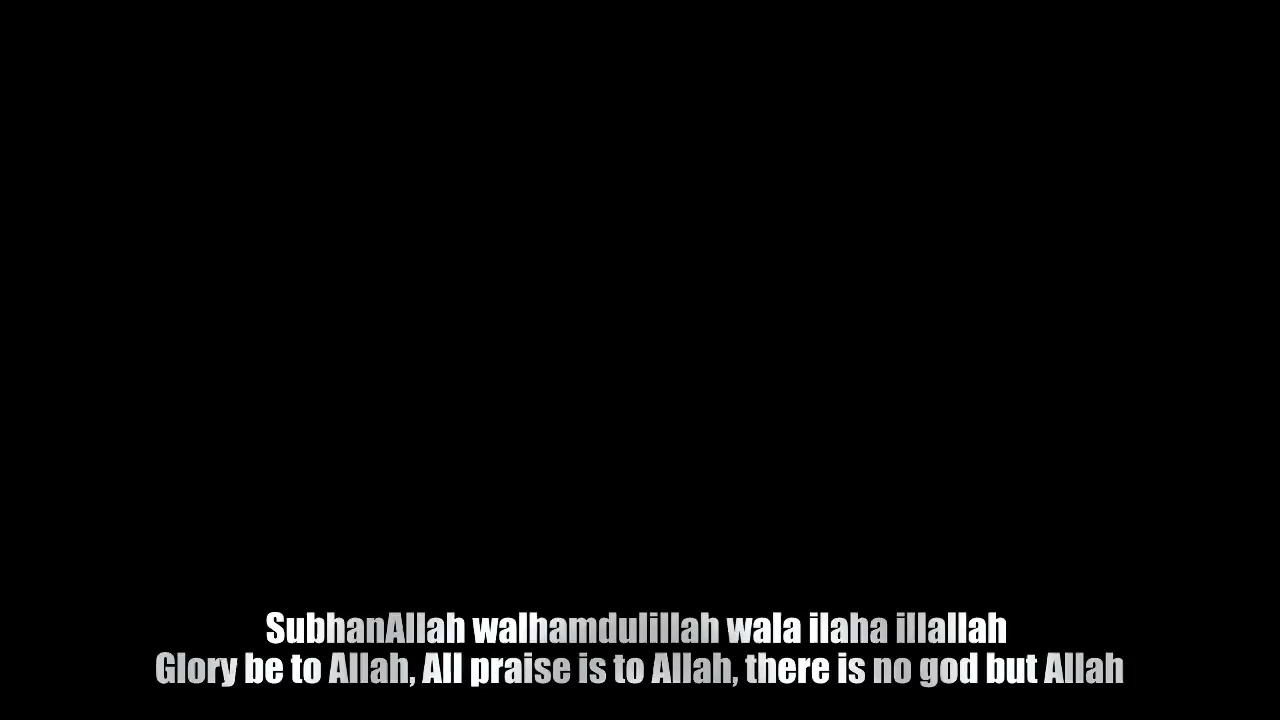 SubhanAllah walhamdulillah wala ilaha illallah
Glory be to Allah, All praise is to Allah, there is no god but Allah